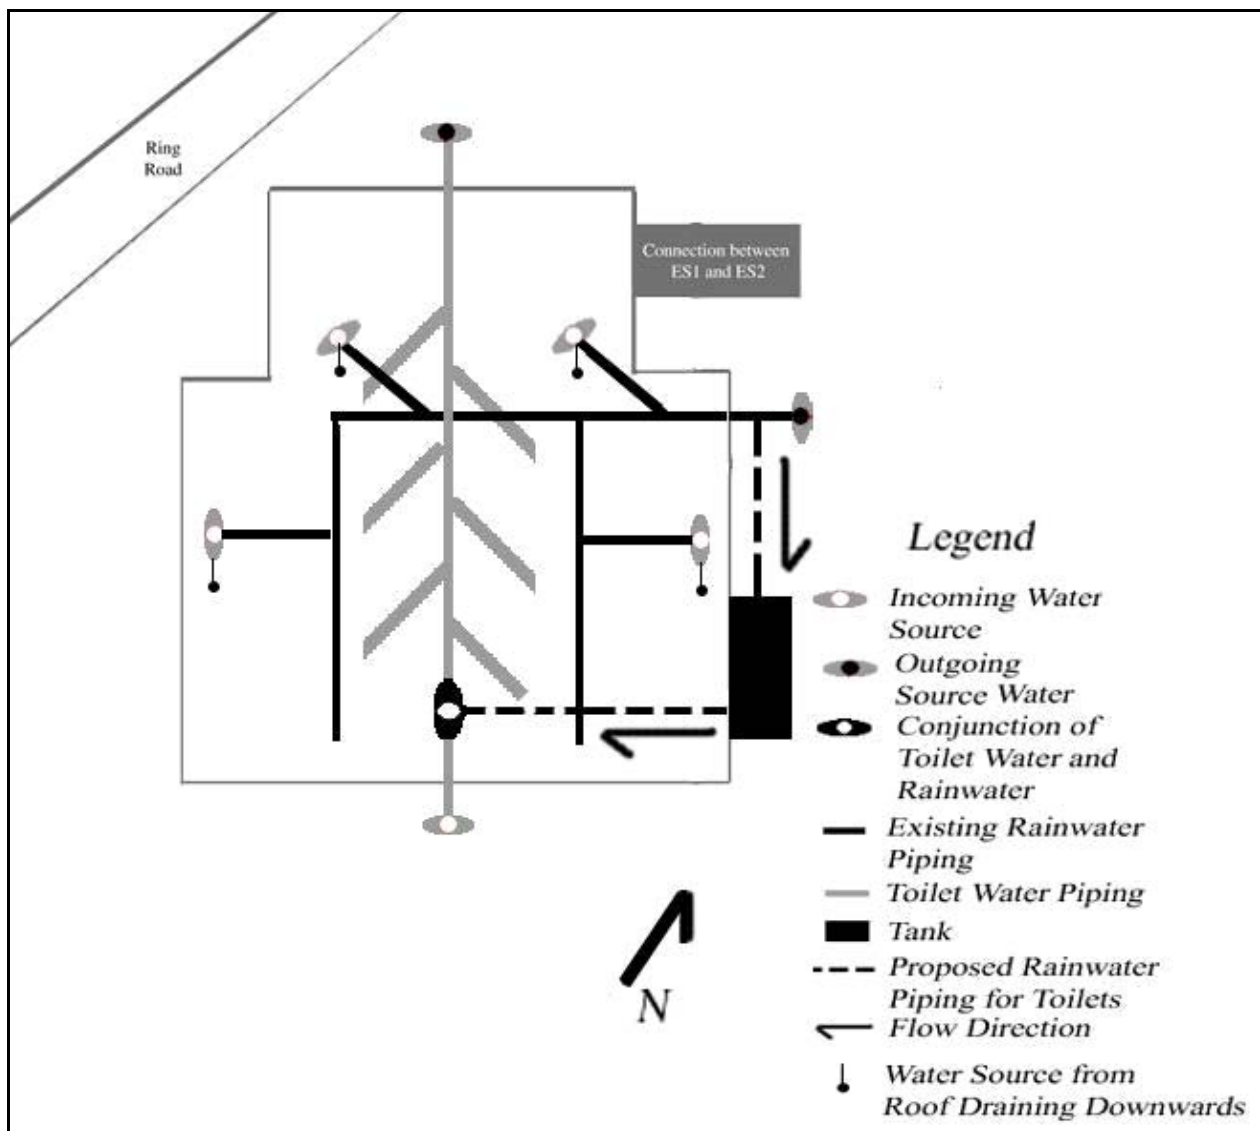 Ring
Road
Connection between
ES1 and ES2
Legend
Incoming Water
Source
Outgoing
Source Water
Conjunction of
Toilet Water and
Rainwater
Existing Rainwater
Piping
Toilet Water Piping
Tank
Proposed Rainwater
Piping for Toilets
Flow Direction
Water Source from
Roof Draining Downwards
N